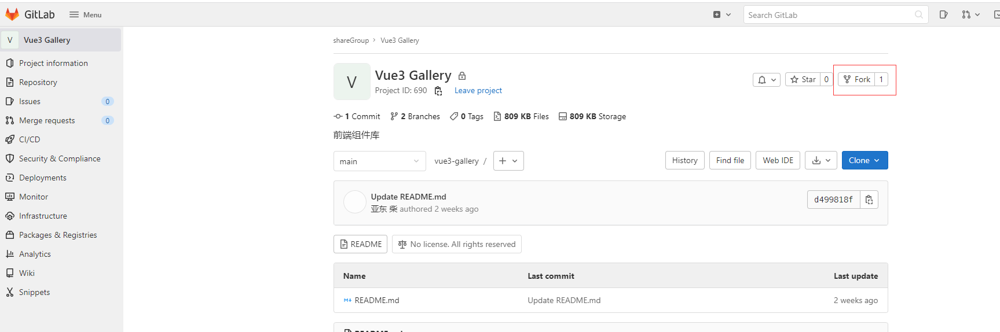 GitLab Menu Search GitLab
V Vue3 Gallery
Project information
Repository
Issues 0
Merge requests 0
CI/CD
Security & Compliance
Deployments
Monitor
Infrastructure
Packages & Registries
Analytics
Wiki
Snippets
shareGroup > Vue3 Gallery
V
Vue3 Gallery
Project ID: 690 Leave project
Star 0 Fork 1
1 Commit 2 Branches 0 Tags 809 KB Files 809 KB Storage
前端组件库
main vue3-gallery / + History Find file Web IDE Clone
Update README.md
亚东 柴 authored 2 weeks ago
d499818f
README No license. All rights reserved
Name Last commit Last update
README.md Update README.md 2 weeks ago